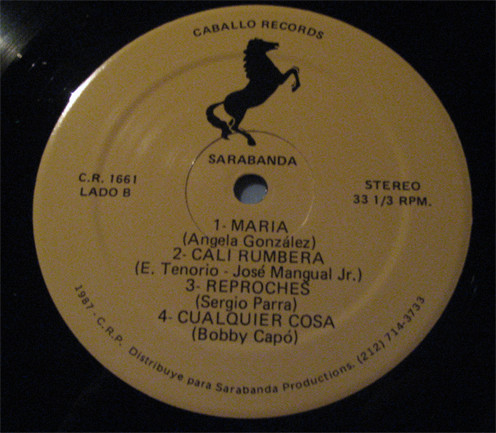 CABALLO RECORDS
SARABANDA
C.R. 1661
LADO B
STEREO
33 1/3 RPM.
1- MARIA
(Angela González)
2- CALI RUMBERA
(E. Tenorio - José Mangual Jr.)
3- REPROCHES
(Sergio Parra)
4- CUALQUIER COSA
(Bobby Capó)
1987 - C.R.P. Distribuye para Sarabanda Productions. (212) 714-3733